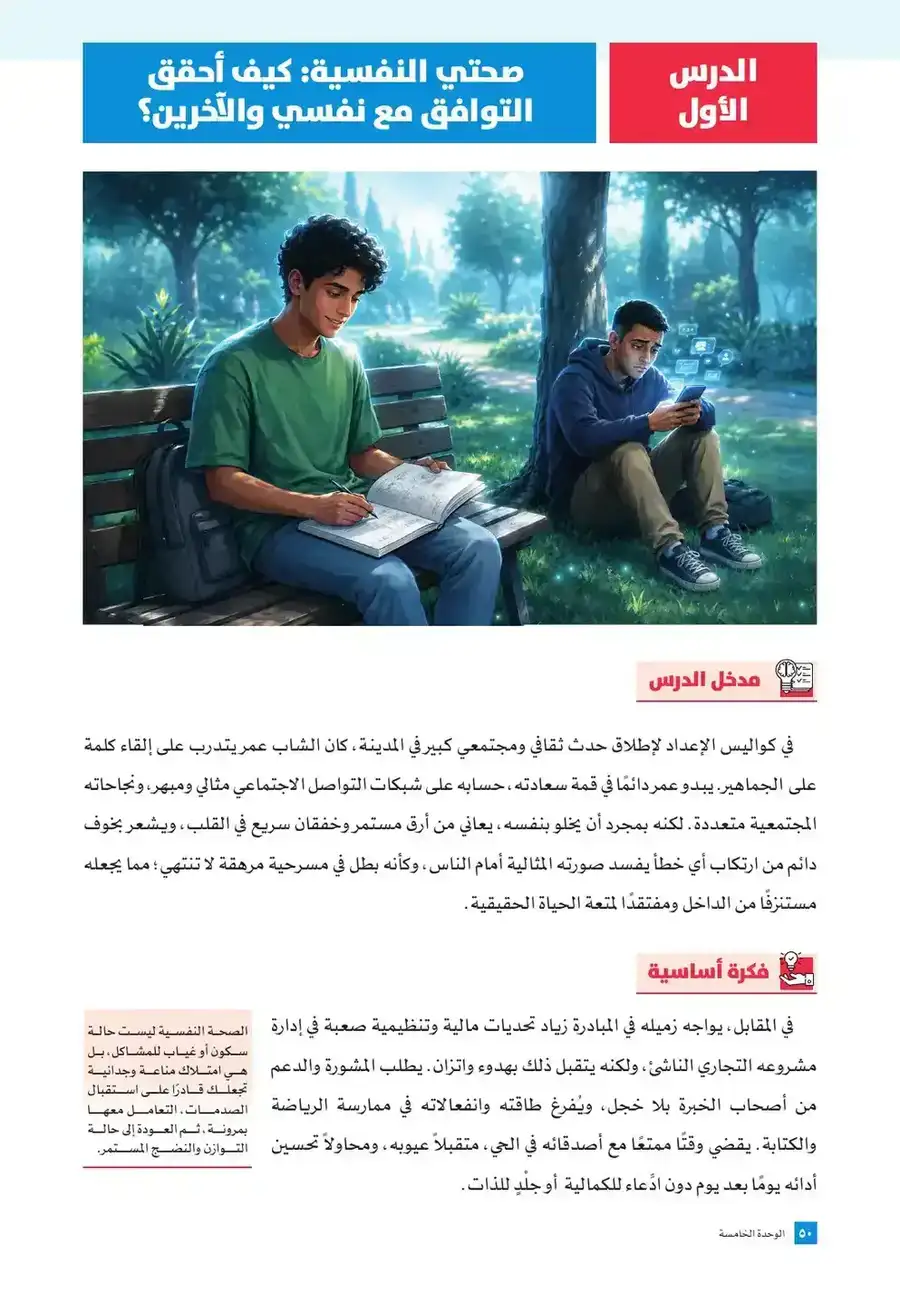 الدرس
الأول
صحتي النفسية: كيف أحقق
التوافق مع نفسي والآخرين؟
مدخل الدرس
في كواليس الإعداد لإطلاق حدث ثقافي ومجتمعي كبير في المدينة، كان الشاب عمر يتدرب على إلقاء كلمة
على الجماهير. يبدو عمر دائمًا في قمة سعادته، حسابه على شبكات التواصل الاجتماعي مثالي ومبهر، ونجاحاته
المجتمعية متعددة. لكنه بمجرد أن يخلو بنفسه، يعاني من أرق مستمر وخفقان سريع في القلب، ويشعر بخوف
دائم من ارتكاب أي خطأ يفسد صورته المثالية أمام الناس، وكأنه بطل في مسرحية مرهقة لا تنتهي؛ مما يجعله
مستنزفًا من الداخل ومفتقدًا لمتعة الحياة الحقيقية.
فكرة أساسية
في المقابل، يواجه زميله في المبادرة زياد تحديات مالية وتنظيمية صعبة في إدارة
مشروعه التجاري الناشئ، ولكنه يتقبل ذلك بهدوء واتزان. يطلب المشورة والدعم
من أصحاب الخبرة بلا خجل، ويُفرغ طاقته وانفعالاته في ممارسة الرياضة
والكتابة. يقضي وقتًا ممتعًا مع أصدقائه في الحي، متقبلاً عيوبه، ومحاولاً تحسين
أدائه يومًا بعد يوم دون ادِّعاء للكمالية أو جلْدٍ للذات.
الصحة النفسية ليست حالة
سكون أو غياب للمشاكل، بل
هي امتلاك مناعة وجدانية
تجعلك قادرًا على استقبال
الصدمات، التعامل معها
بمرونة، ثم العودة إلى حالة
التوازن والنضج المستمر.
٥٠ الوحدة الخامسة